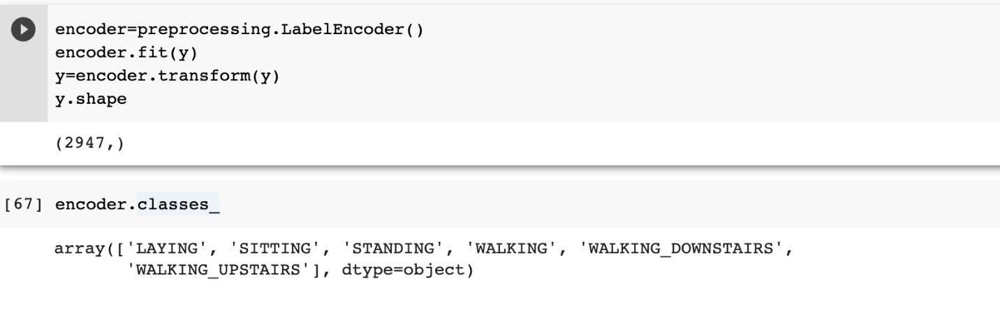 encoder=preprocessing.LabelEncoder()
encoder.fit(y)
y=encoder.transform(y)
y.shape
(2947,)
[67] encoder.classes_
array(['LAYING', 'SITTING', 'STANDING', 'WALKING', 'WALKING_DOWNSTAIRS',
'WALKING_UPSTAIRS'], dtype=object)